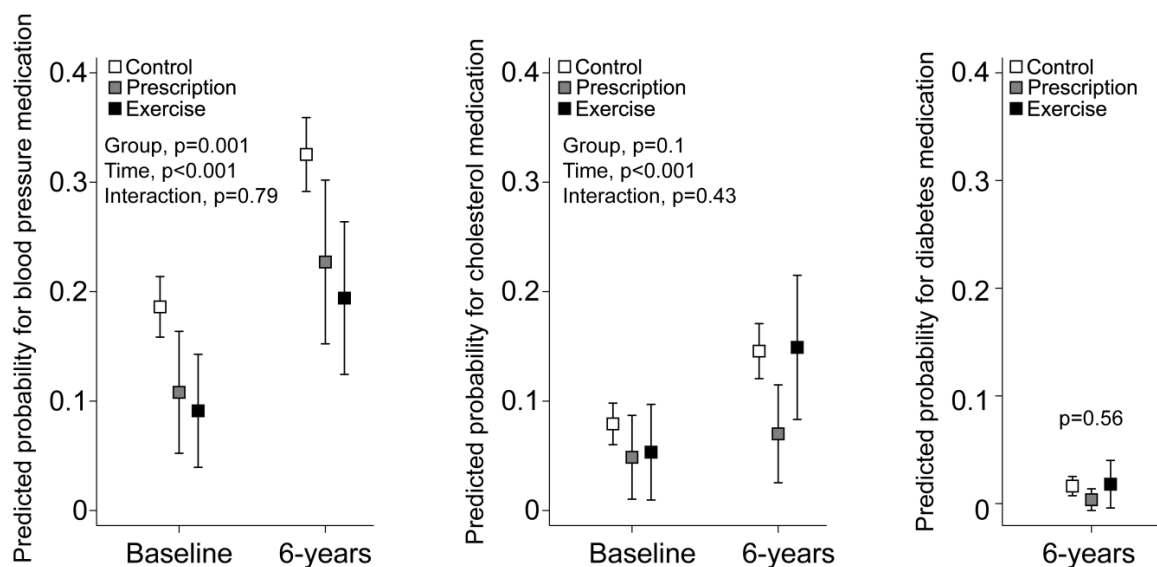 Predicted probability for blood pressure medication
0.4
0.3
0.2
0.1
0
Control
Prescription
Exercise
Group, p=0.001
Time, p<0.001
Interaction, p=0.79
Baseline
6-years
Predicted probability for cholesterol medication
0.4
0.3
0.2
0.1
0
Control
Prescription
Exercise
Group, p=0.1
Time, p<0.001
Interaction, p=0.43
Baseline
6-years
Predicted probability for diabetes medication
0.4
0.3
0.2
0.1
0
Control
Prescription
Exercise
p=0.56
6-years